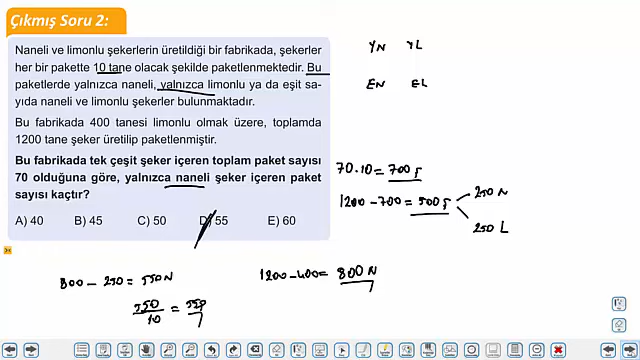 Çıkmış Soru 2:
Naneli ve limonlu şekerlerin üretildiği bir fabrikada, şekerler
her bir pakette 10 tane olacak şekilde paketlenmektedir. Bu
paketlerde yalnızca naneli, yalnızca limonlu ya da eşit sa-
yıda naneli ve limonlu şekerler bulunmaktadır.
Bu fabrikada 400 tanesi limonlu olmak üzere, toplamda
1200 tane şeker üretilip paketlenmiştir.
Bu fabrikada tek çeşit şeker içeren toplam paket sayısı
70 olduğuna göre, yalnızca naneli şeker içeren paket
sayısı kaçtır?
A) 40 B) 45 C) 50 D) 55 E) 60
YN YL
EN EL
70.10 = 700 ş
1200 - 700 = 500 ş
250 N
250 L
1200 - 400 = 800 N
800 - 250 = 550 N
550
10
=